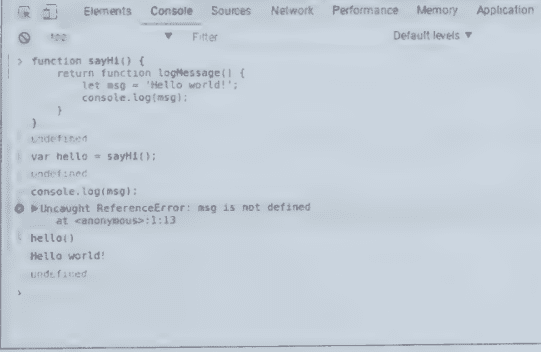 Elements Console Sources Network Performance Memory Application
top Filter Default levels ▼
> function sayHi() {
return function logMessage() {
let msg = 'Hello world!';
console.log(msg);
}
}
undefined
var hello = sayHi();
undefined
console.log(msg);
▶Uncaught ReferenceError: msg is not defined
at <anonymous>:1:13
hello()
Hello world!
undefined
>